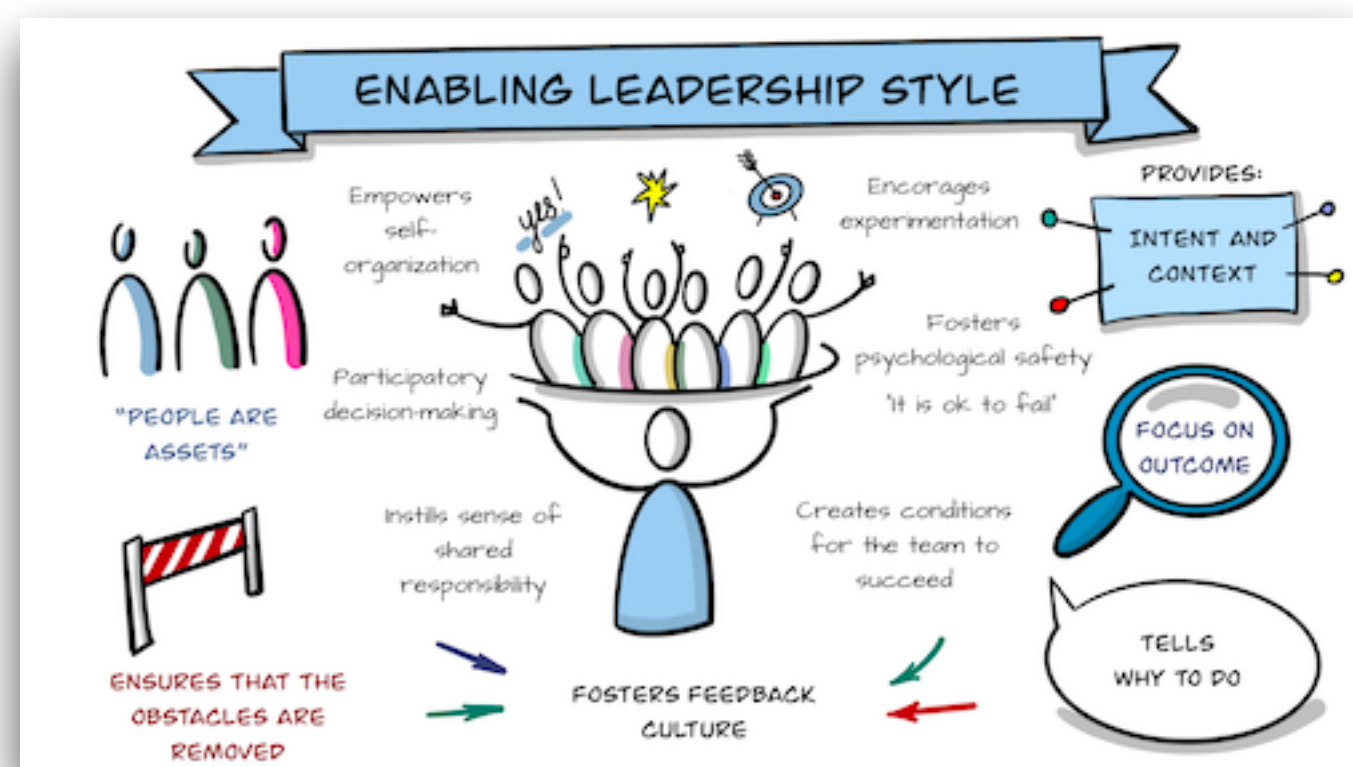 ENABLING LEADERSHIP STYLE
Empowers
self-
organization
yes!
Encorages
experimentation
PROVIDES:
INTENT AND
CONTEXT
"PEOPLE ARE
ASSETS"
Participatory
decision-making
Fosters
psychological safety
"It is ok to fail"
FOCUS ON
OUTCOME
Instills sense of
shared
responsibility
Creates conditions
for the team to
succeed
ENSURES THAT THE
OBSTACLES ARE
REMOVED
FOSTERS FEEDBACK
CULTURE
TELLS
WHY TO DO